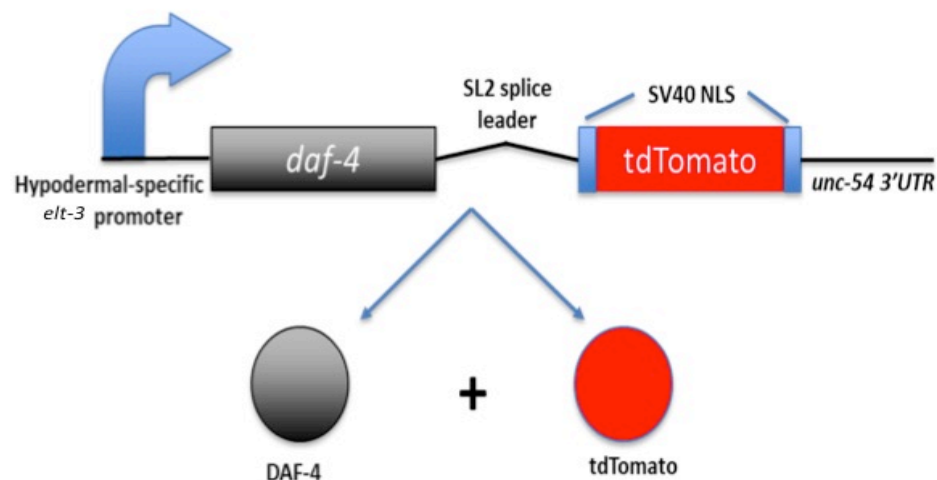 SL2 splice
leader
SV40 NLS
daf-4
tdTomato
Hypodermal-specific
elt-3 promoter
unc-54 3'UTR
+
DAF-4
tdTomato